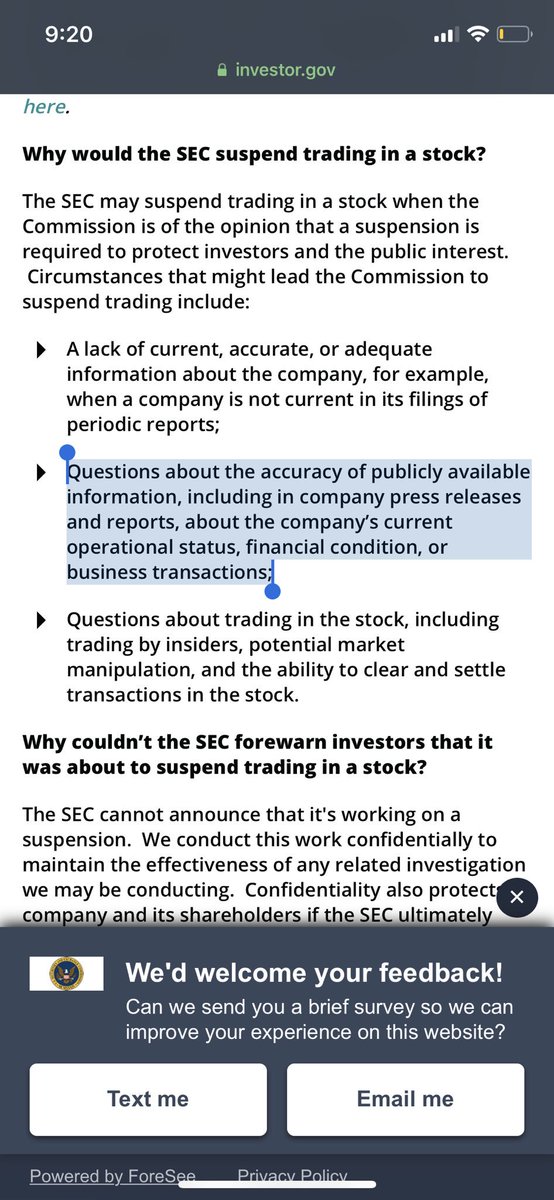 9:20
investor.gov
here.
Why would the SEC suspend trading in a stock?
The SEC may suspend trading in a stock when the
Commission is of the opinion that a suspension is
required to protect investors and the public interest.
Circumstances that might lead the Commission to
suspend trading include:
A lack of current, accurate, or adequate
information about the company, for example,
when a company is not current in its filings of
periodic reports;
Questions about the accuracy of publicly available
information, including in company press releases
and reports, about the company’s current
operational status, financial condition, or
business transactions;
Questions about trading in the stock, including
trading by insiders, potential market
manipulation, and the ability to clear and settle
transactions in the stock.
Why couldn’t the SEC forewarn investors that it
was about to suspend trading in a stock?
The SEC cannot announce that it's working on a
suspension. We conduct this work confidentially to
maintain the effectiveness of any related investigation
we may be conducting. Confidentiality also protects
company and its shareholders if the SEC ultimately
We'd welcome your feedback!
Can we send you a brief survey so we can
improve your experience on this website?
Text me
Email me
Powered by ForeSee
Privacy Policy